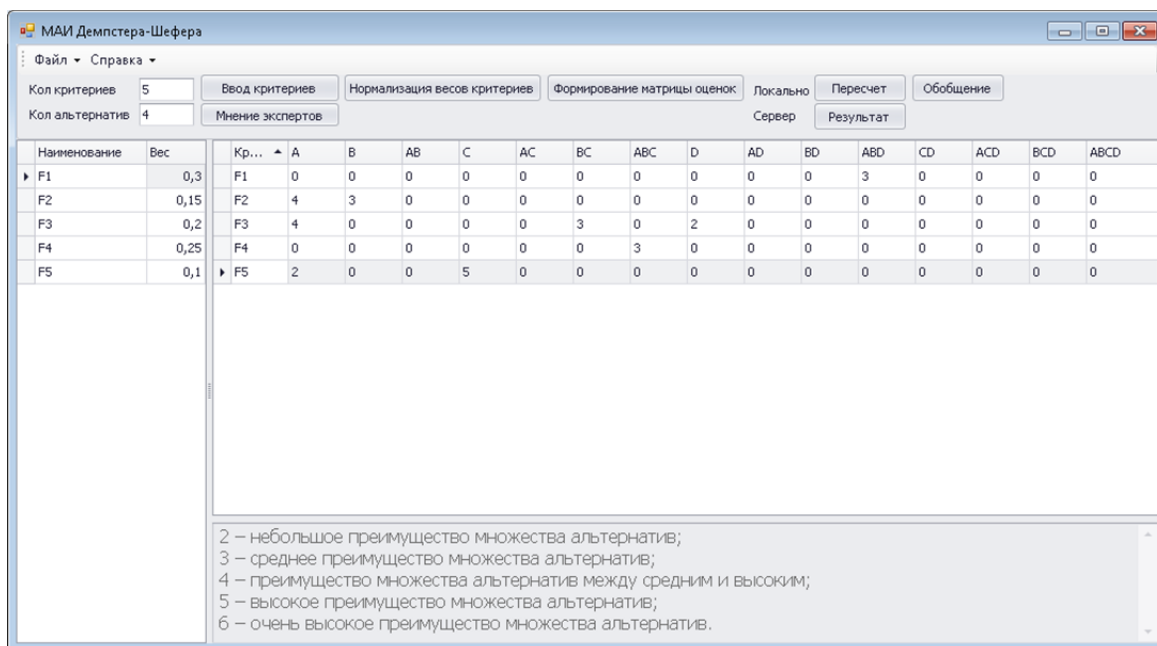 МАИ Демпстера-Шефера
Файл Справка
Кол критериев 5 Ввод критериев Нормализация весов критериев Формирование матрицы оценок Локально Пересчет Обобщение
Кол альтернатив 4 Мнение экспертов Сервер Результат
Наименование Вес Кр... A B AB C AC BC ABC D AD BD ABD CD ACD BCD ABCD
F1 0,3 F1 0 0 0 0 0 0 0 0 0 0 3 0 0 0 0
F2 0,15 F2 4 3 0 0 0 0 0 0 0 0 0 0 0 0 0
F3 0,2 F3 4 0 0 0 0 3 0 2 0 0 0 0 0 0 0
F4 0,25 F4 0 0 0 0 0 0 3 0 0 0 0 0 0 0 0
F5 0,1 F5 2 0 0 5 0 0 0 0 0 0 0 0 0 0 0
2 – небольшое преимущество множества альтернатив;
3 – среднее преимущество множества альтернатив;
4 – преимущество множества альтернатив между средним и высоким;
5 – высокое преимущество множества альтернатив;
6 – очень высокое преимущество множества альтернатив.